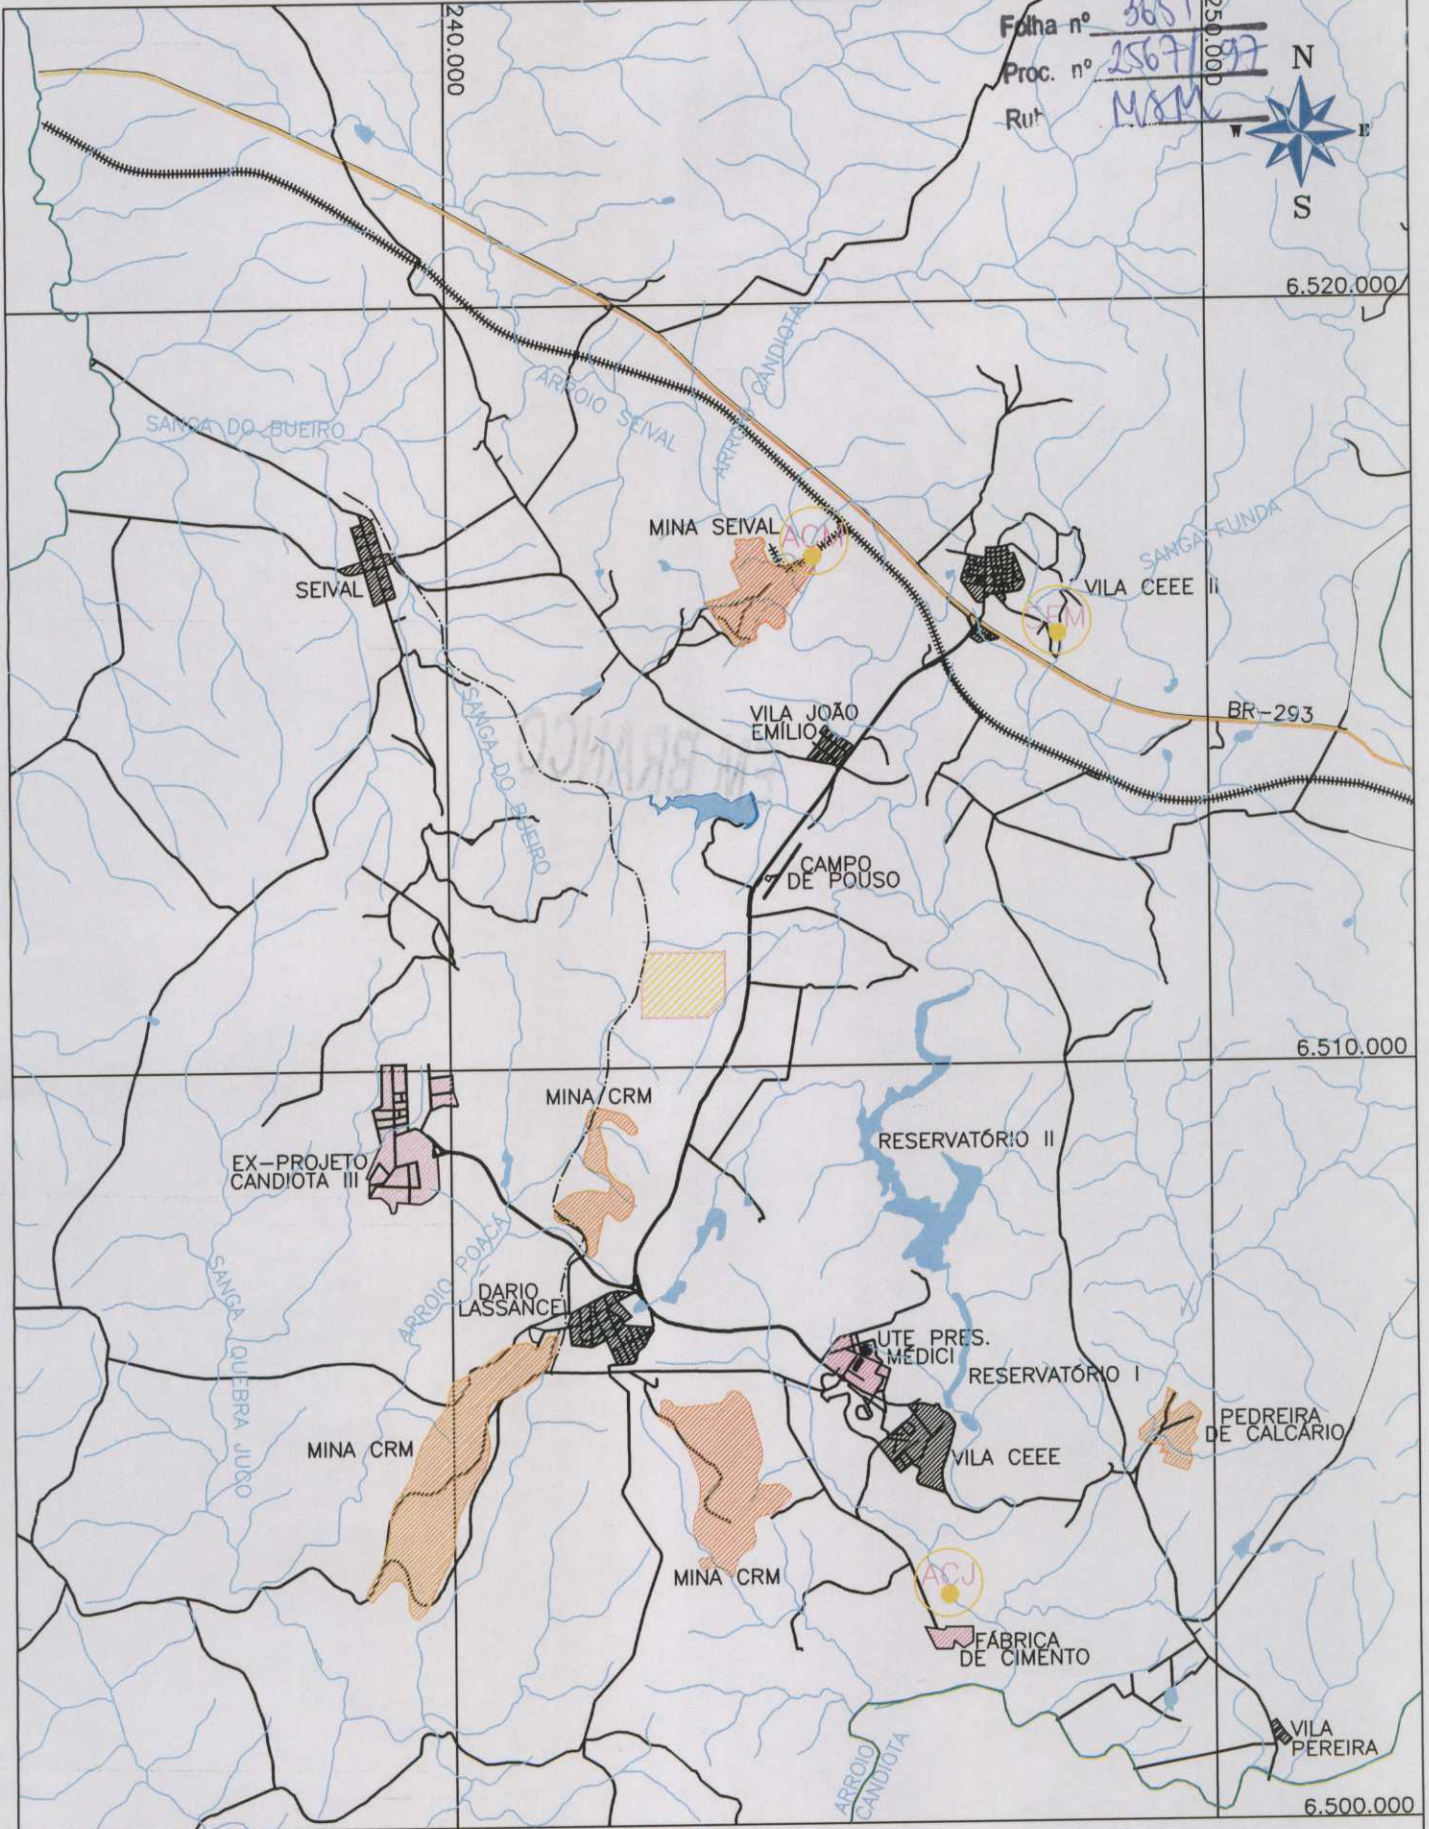 240.000
250.000
Folha nº
Proc. nº 2567/97
N
W
E
S
6.520.000
ARROIO CANDIOTA
ARROIO SEIVAL
SANGA DO BUEIRO
MINA SEIVAL
ACM
SANGA FUNDA
SEIVAL
VILA CEEE II
BR-293
VILA JOÃO
EMÍLIO
SANGA DO BUEIRO
EM BRANCO
CAMPO
DE POUSO
6.510.000
MINA CRM
RESERVATÓRIO II
EX-PROJETO
CANDIOTA III
ARROIO POACÁ
SANGA QUEBRA JUGO
DARIO
LASSANCE
UTE PRES.
MÉDICI
RESERVATÓRIO I
PEDREIRA
DE CALCÁRIO
MINA CRM
VILA CEEE
MINA CRM
ACJ
FÁBRICA
DE CIMENTO
VILA
PEREIRA
ARROIO
CANDIOTA
6.500.000